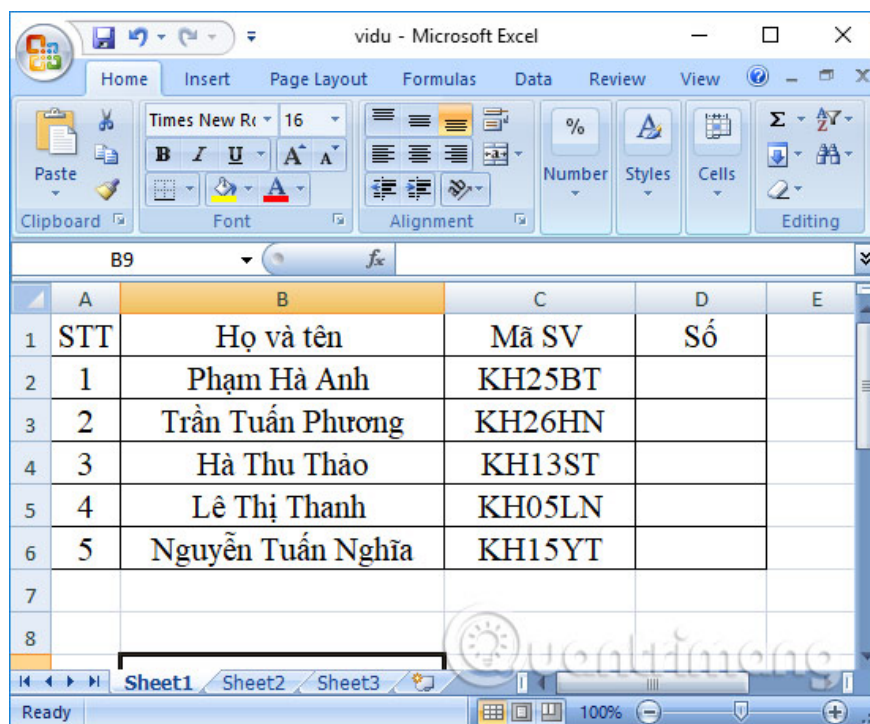 vidu - Microsoft Excel
Home Insert Page Layout Formulas Data Review View
Times New Ro 16
Paste B I U A A % Number Styles Cells Σ
Clipboard Font Alignment Editing
B9 fx
A B C D E
1 STT Họ và tên Mã SV Số
2 1 Phạm Hà Anh KH25BT
3 2 Trần Tuấn Phương KH26HN
4 3 Hà Thu Thảo KH13ST
5 4 Lê Thị Thanh KH05LN
6 5 Nguyễn Tuấn Nghĩa KH15YT
7
8
Quantrimang
Sheet1 Sheet2 Sheet3
Ready 100%